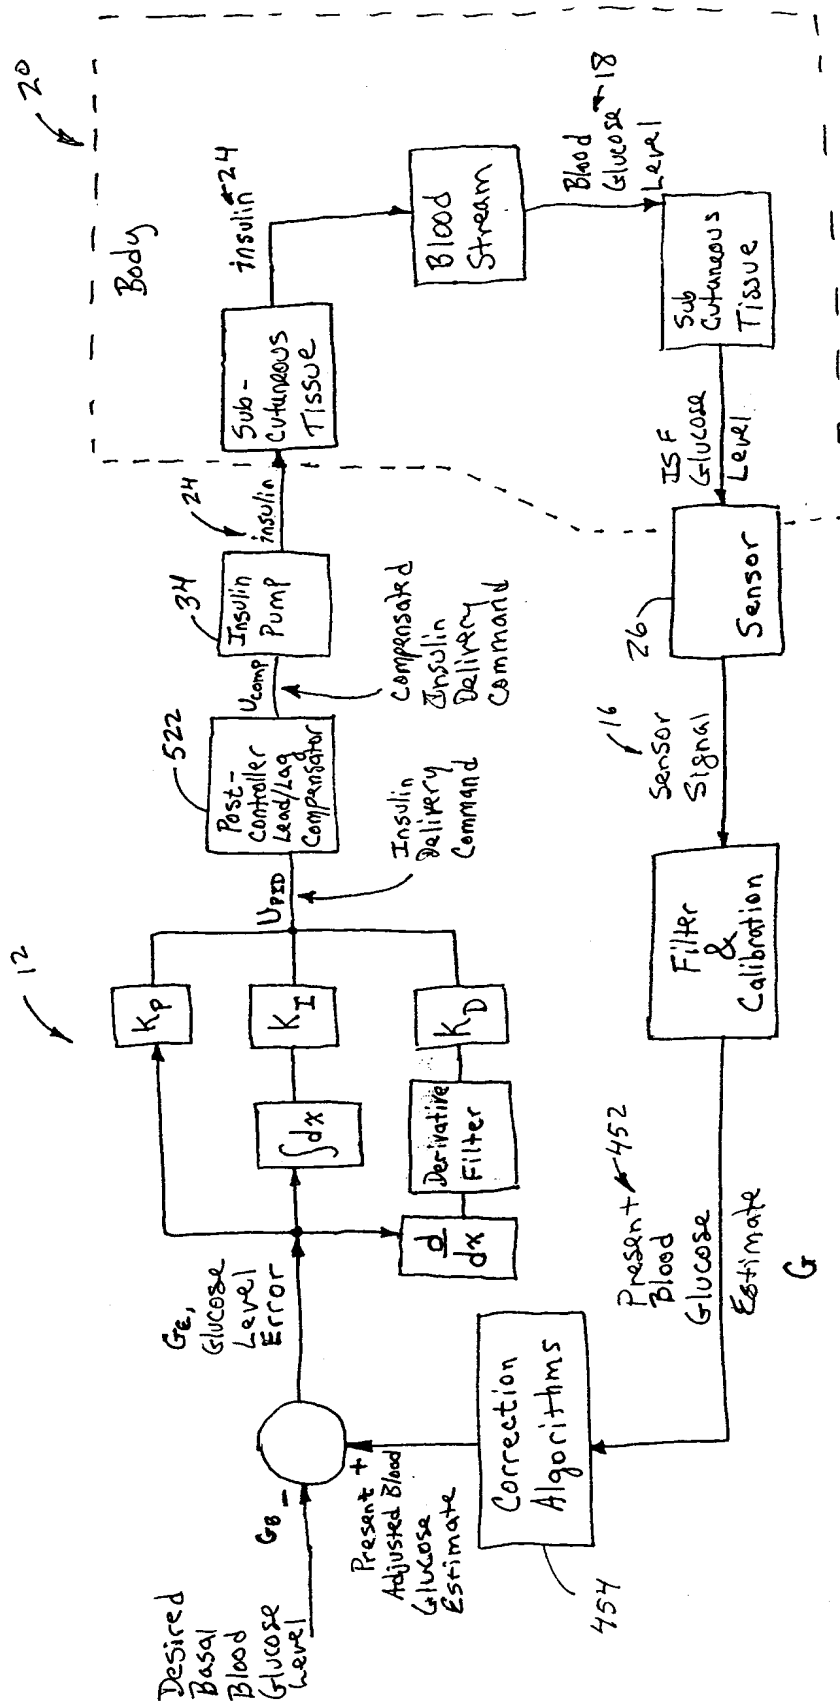 Desired
Basal
Blood
Glucose
Level
GB
−
+
Present
Adjusted Blood
Glucose
Estimate
GE,
Glucose
Level
Error
12
KP
∫dx
KI
d
dx
Derivative
Filter
KD
UPID
Insulin
Delivery
Command
522
Post-
Controller
Lead/Lag
Compensator
Ucomp
Compensated
Insulin
Delivery
Command
34
Insulin
Pump
24
insulin
20
Body
Sub-
Cutaneous
Tissue
insulin 24
Blood
Stream
Blood
Glucose 18
Level
Sub
Cutaneous
Tissue
ISF
Glucose
Level
26
Sensor
16
Sensor
Signal
Filter
&
Calibration
Present 452
Blood
Glucose
Estimate
G
Correction
Algorithms
454